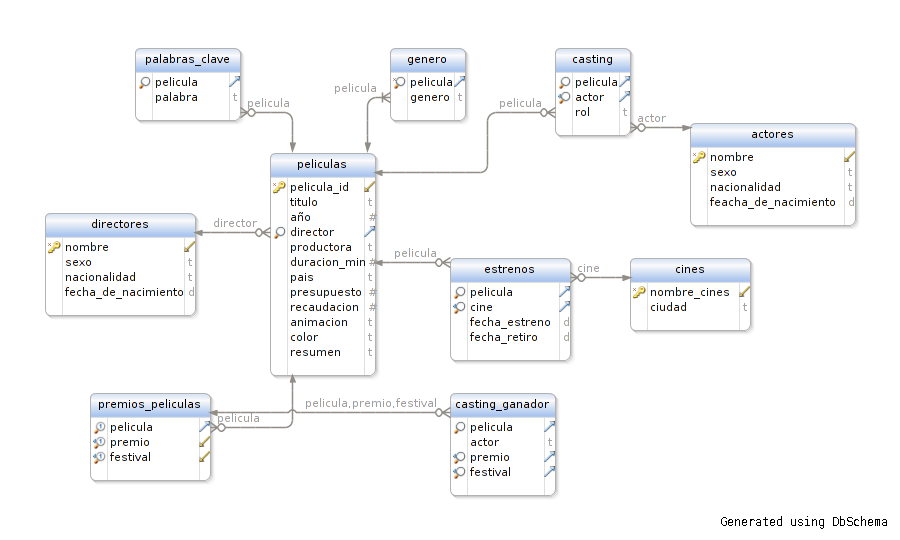 palabras_clave
pelicula
palabra t
genero
pelicula
genero t
casting
pelicula
actor
rol t
pelicula
pelicula
pelicula
actor
actores
nombre
sexo t
nacionalidad t
feacha_de_nacimiento d
peliculas
pelicula_id
titulo t
año #
director
productora t
duracion_min #
pais t
presupuesto #
recaudacion #
animacion t
color t
resumen t
directores
nombre
sexo t
nacionalidad t
fecha_de_nacimiento d
director
pelicula
estrenos
pelicula
cine
fecha_estreno d
fecha_retiro d
cine
cines
nombre_cines
ciudad t
premios_peliculas
pelicula
premio
festival
pelicula
pelicula,premio,festival
casting_ganador
pelicula
actor t
premio
festival
Generated using DbSchema